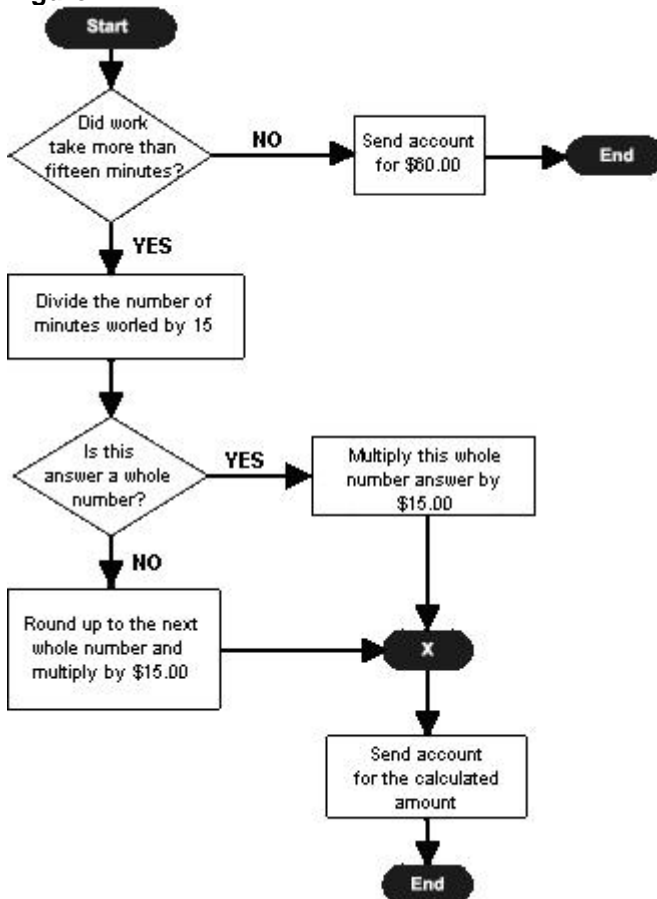 Start
Did work
take more than
fifteen minutes?
NO
Send account
for $60.00
End
YES
Divide the number of
minutes worled by 15
Is this
answer a whole
number?
YES
Multiply this whole
number answer by
$15.00
NO
Round up to the next
whole number and
multiply by $15.00
X
Send account
for the calculated
amount
End